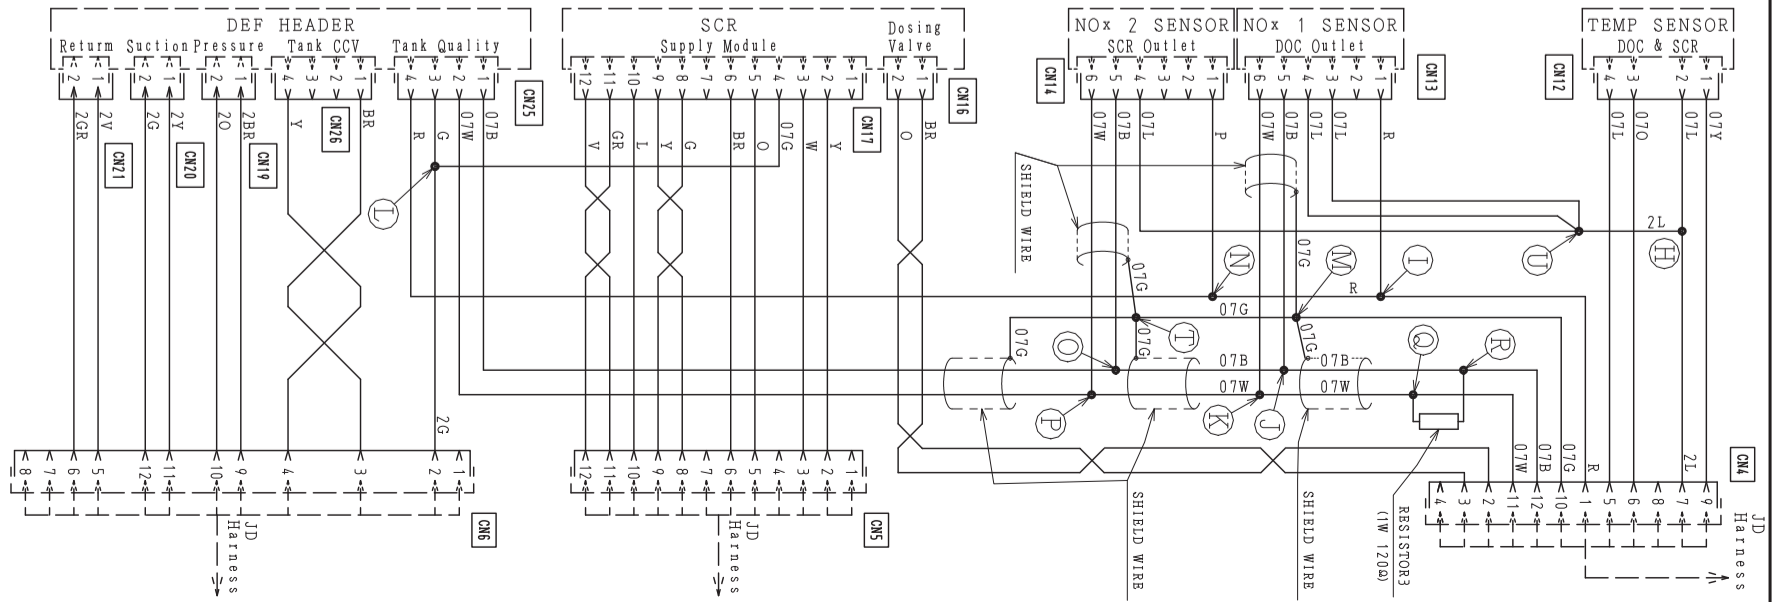 DEF HEADER
Returm Suction Pressure Tank CCV Tank Quality
2 1 2 1 2 1 4 3 2 1 4 3 2 1
CN25
CN26
CN19
CN20
CN21
2GR 2V 2G 2Y 2O 2BR Y BR R G 07W 07B
L
2G
8 7 6 5 12 11 10 9 4 3 2 1
CN6
JD
Harness
SCR
Supply Module
Dosing
Valve
12 11 10 9 8 7 6 5 4 3 2 1
2 1
CN16
CN17
V GR L Y G BR O 07G W Y
O BR
12 11 10 9 8 7 6 5 4 3 2 1
CN5
JD
Harness
NOx 2 SENSOR
SCR Outlet
6 5 4 3 2 1
CN14
07W 07B 07L P
NOx 1 SENSOR
DOC Outlet
6 5 4 3 2 1
CN13
07W 07B 07L 07L R
TEMP SENSOR
DOC & SCR
4 3 2 1
CN12
07L 07O 07L 07Y
SHIELD WIRE
SHIELD WIRE
2L
H
U
I
M
N
07G
07G
R
07G
07G
07G
07G
T
O
P
07B
07W
07B
07W
K
J
Q
R
07W 07B 07G R 2L
4 3 2 11 12 10 1 5 6 8 7 9
CN4
JD
Harness
RESISTOR3
(1W 120Ω)
SHIELD WIRE
SHIELD WIRE